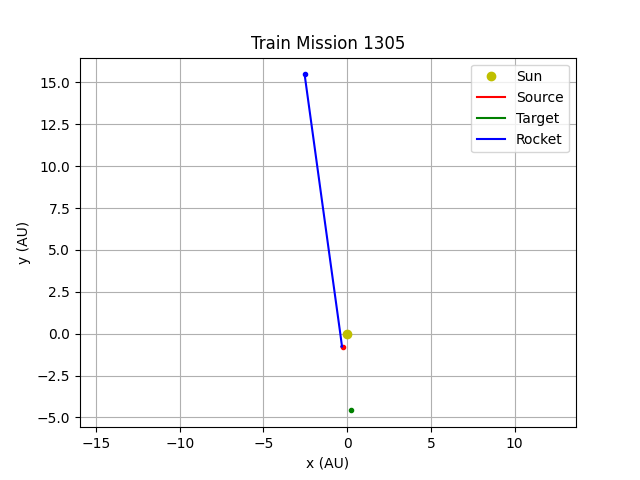 Train Mission 1305
Sun
Source
Target
Rocket
15.0
12.5
10.0
7.5
5.0
2.5
0.0
−2.5
−5.0
y (AU)
−15
−10
−5
0
5
10
x (AU)